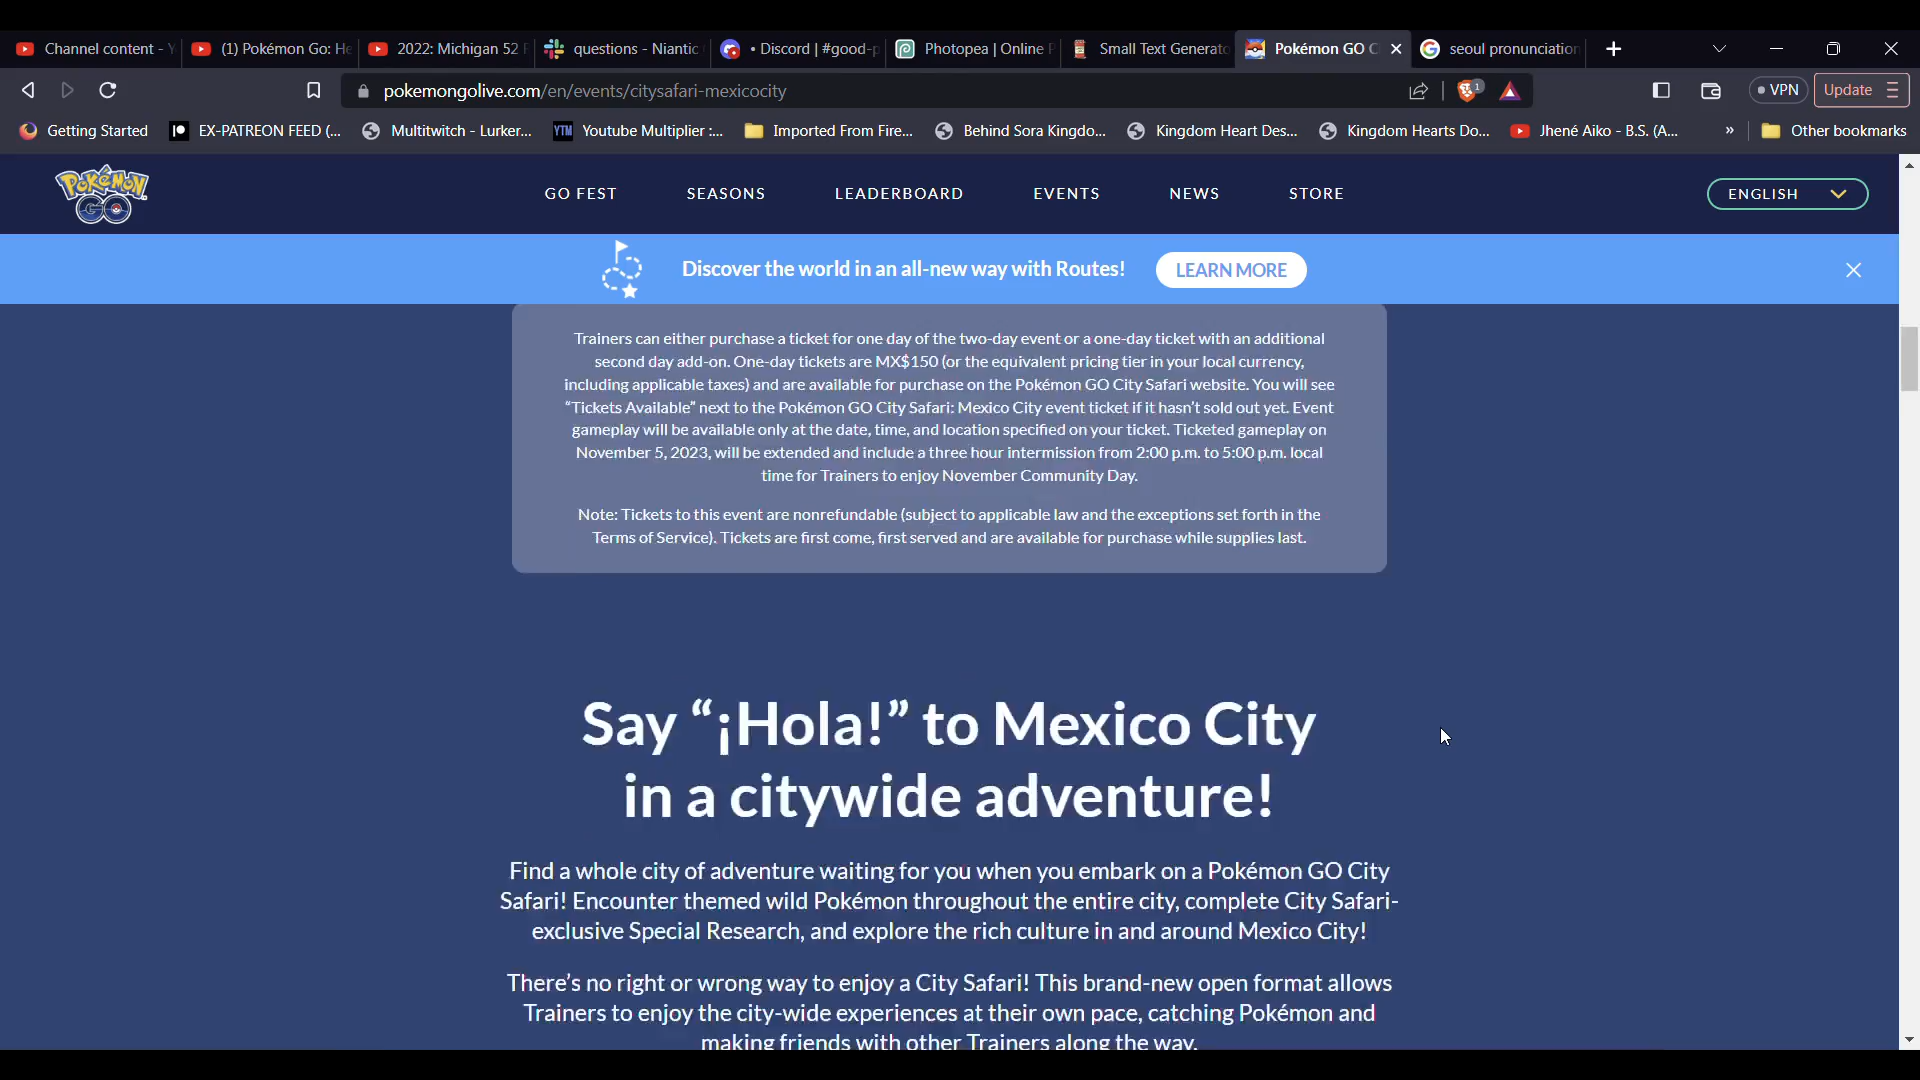 Channel content - Y
(1) Pokémon Go: He
2022: Michigan 52 F
questions - Niantic
• Discord | #good-p
Photopea | Online P
Small Text Generato
Pokémon GO C
seoul pronunciation
pokemongolive.com/en/events/citysafari-mexicocity
1
VPN
Update
Getting Started
EX-PATREON FEED (...
Multitwitch - Lurker...
YTM
Youtube Multiplier :...
Imported From Fire...
Behind Sora Kingdo...
Kingdom Heart Des...
Kingdom Hearts Do...
Jhené Aiko - B.S. (A...
»
Other bookmarks
POKÉMON GO
GO FEST
SEASONS
LEADERBOARD
EVENTS
NEWS
STORE
ENGLISH
Discover the world in an all-new way with Routes!
LEARN MORE
Trainers can either purchase a ticket for one day of the two-day event or a one-day ticket with an additional
second day add-on. One-day tickets are MX$150 (or the equivalent pricing tier in your local currency,
including applicable taxes) and are available for purchase on the Pokémon GO City Safari website. You will see
“Tickets Available” next to the Pokémon GO City Safari: Mexico City event ticket if it hasn’t sold out yet. Event
gameplay will be available only at the date, time, and location specified on your ticket. Ticketed gameplay on
November 5, 2023, will be extended and include a three hour intermission from 2:00 p.m. to 5:00 p.m. local
time for Trainers to enjoy November Community Day.
Note: Tickets to this event are nonrefundable (subject to applicable law and the exceptions set forth in the
Terms of Service). Tickets are first come, first served and are available for purchase while supplies last.
Say “¡Hola!” to Mexico City
in a citywide adventure!
Find a whole city of adventure waiting for you when you embark on a Pokémon GO City
Safari! Encounter themed wild Pokémon throughout the entire city, complete City Safari-
exclusive Special Research, and explore the rich culture in and around Mexico City!
There’s no right or wrong way to enjoy a City Safari! This brand-new open format allows
Trainers to enjoy the city-wide experiences at their own pace, catching Pokémon and
making friends with other Trainers along the way.